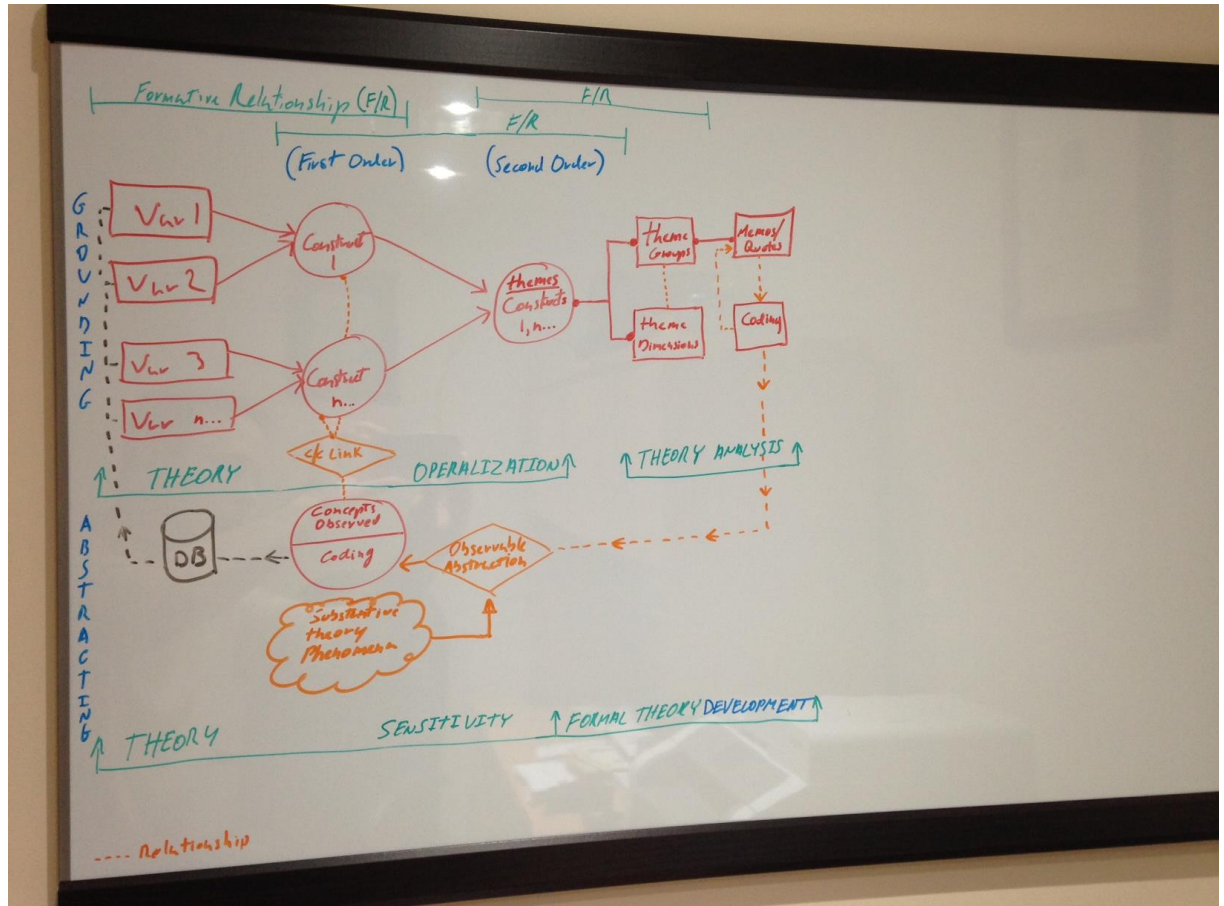 Formative Relationship (F/R)
F/R
F/R
(First Order)
(Second Order)
GROUNDING
Var 1
Var 2
Var 3
Var n...
Construct
1
Construct
n...
themes
Constructs
1, n...
theme
Groups
Memos/
Quotes
theme
Dimensions
Coding
c/c Link
THEORY
OPERALIZATION
THEORY ANALYSIS
ABSTRACTING
DB
Concepts
Observed
Coding
Observable
Abstraction
Substantive
theory
Phenomena
THEORY
SENSITIVITY
FORMAL THEORY DEVELOPMENT
---- Relationship